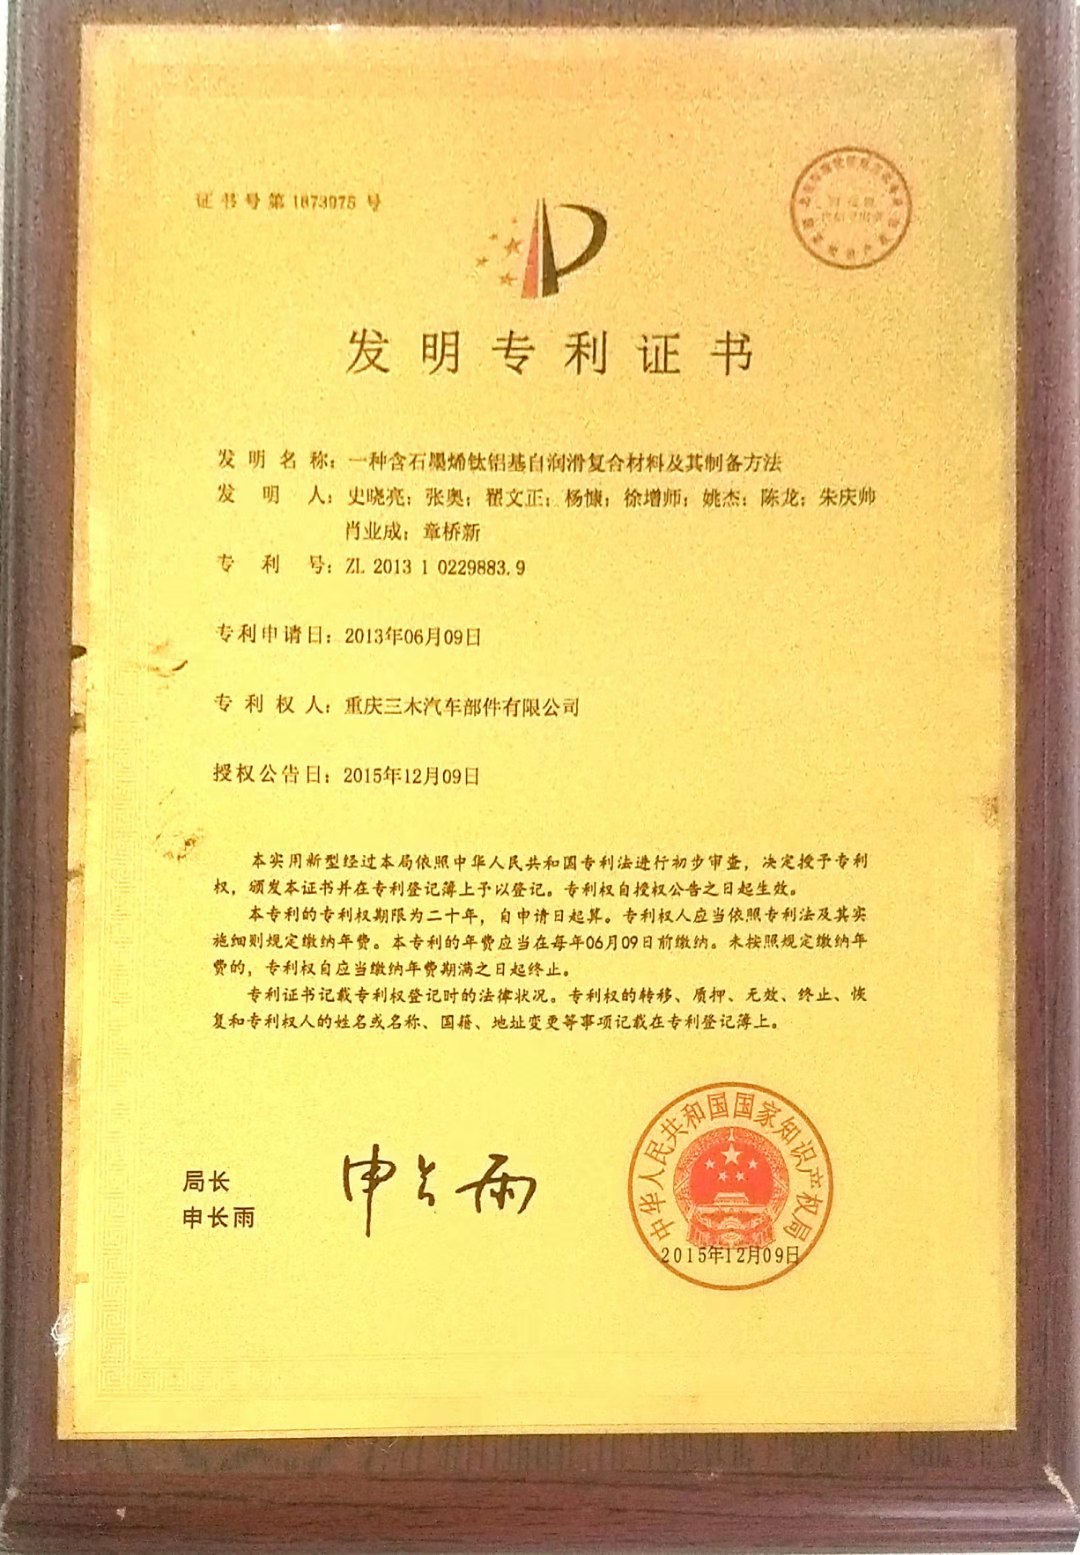 证书号第1873975号
发明专利证书
发明名称：一种含石墨烯钛铝基自润滑复合材料及其制备方法
发明人：史晓亮；张奥；翟文正；杨慷；徐增师；姚杰；陈龙；朱庆帅
肖业成；章桥新
专利号：ZL 2013 1 0229883.9
专利申请日：2013年06月09日
专利权人：重庆三木汽车部件有限公司
授权公告日：2015年12月09日
本实用新型经过本局依照中华人民共和国专利法进行初步审查，决定授予专利
权，颁发本证书并在专利登记簿上予以登记。专利权自授权公告之日起生效。
本专利的专利权期限为二十年，自申请日起算。专利权人应当依照专利法及其实
施细则规定缴纳年费。本专利的年费应当在每年06月09日前缴纳。未按照规定缴纳年
费的，专利权自应当缴纳年费期满之日起终止。
专利证书记载专利权登记时的法律状况。专利权的转移、质押、无效、终止、恢
复和专利权人的姓名或名称、国籍、地址变更等事项记载在专利登记簿上。
局长
申长雨
申长雨
中华人民共和国国家知识产权局
2015年12月09日